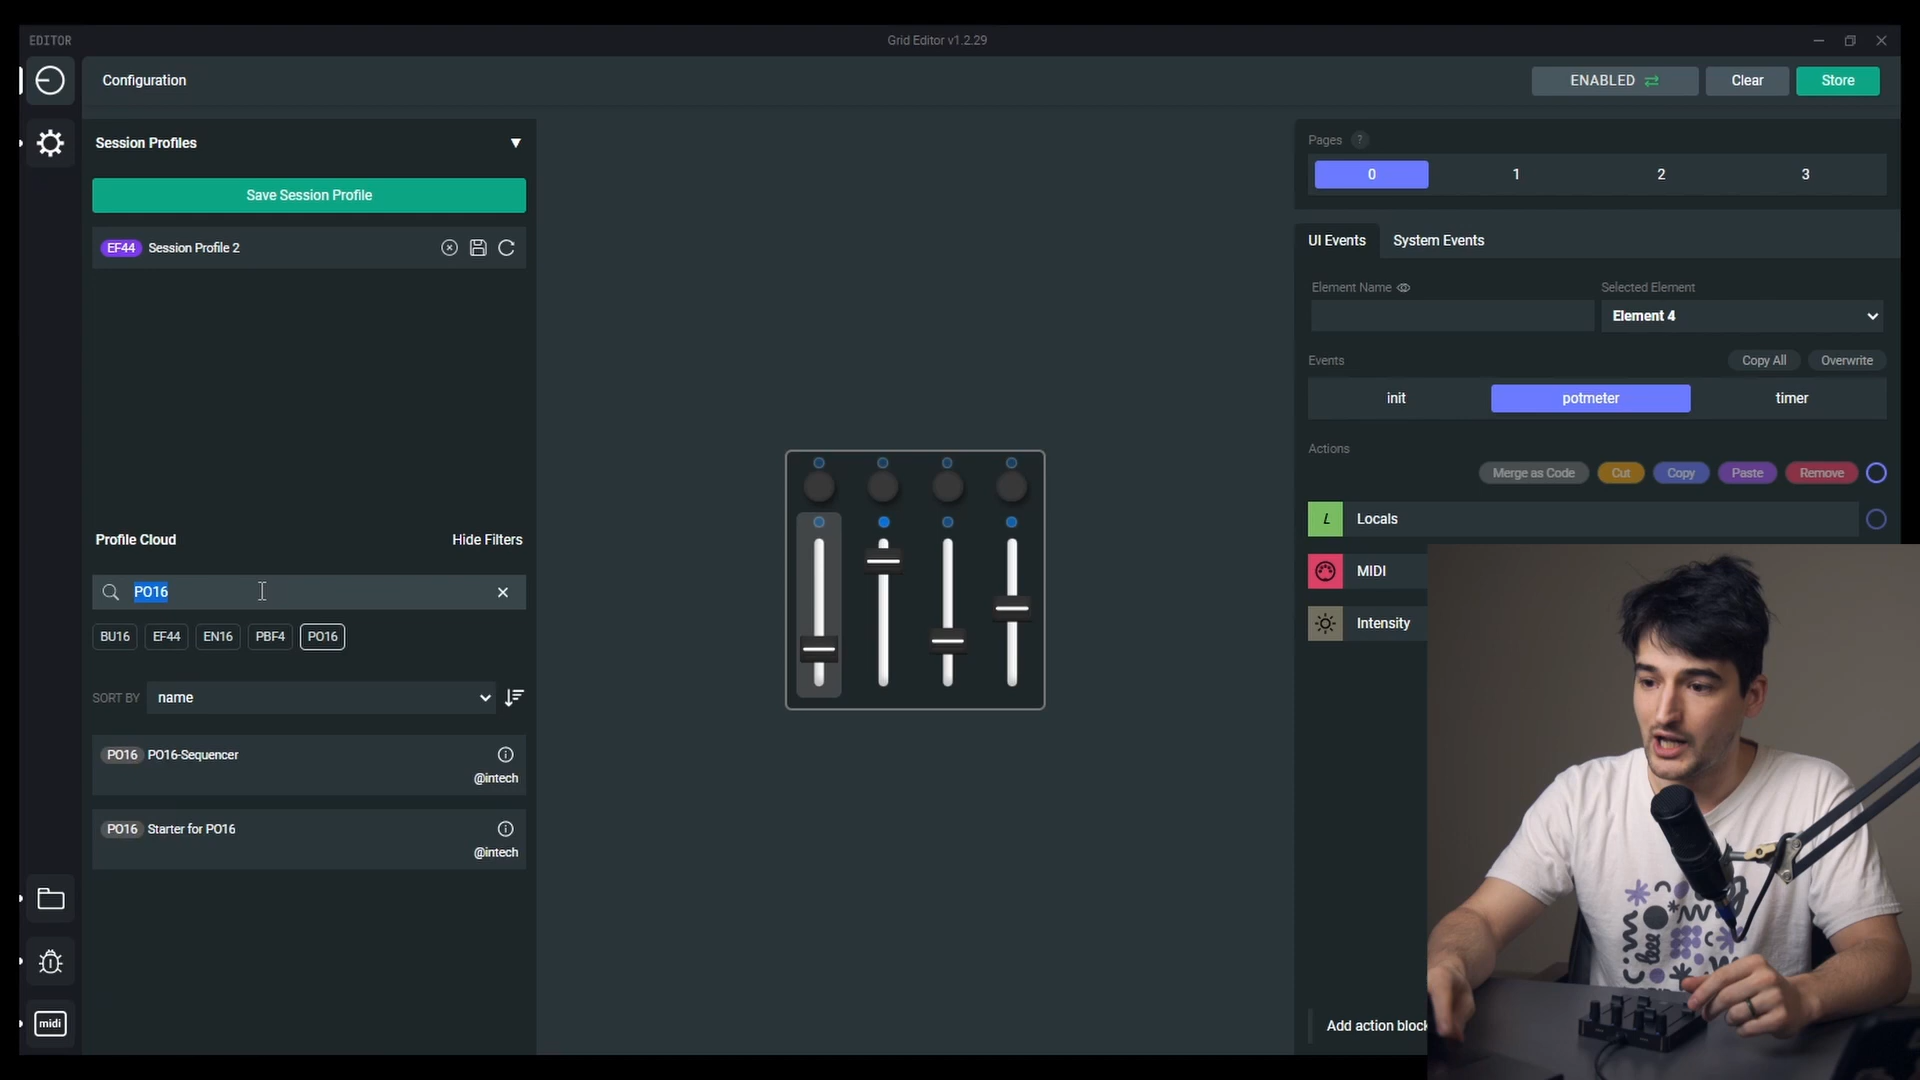 EDITOR
Grid Editor v1.2.29
Configuration
ENABLED
Clear
Store
Session Profiles
Save Session Profile
EF44 Session Profile 2
Profile Cloud
Hide Filters
PO16
BU16
EF44
EN16
PBF4
PO16
SORT BY
name
PO16 PO16-Sequencer
@intech
PO16 Starter for PO16
@intech
midi
Pages ?
0
1
2
3
UI Events
System Events
Element Name
Selected Element
Element 4
Events
Copy All
Overwrite
init
potmeter
timer
Actions
Merge as Code
Cut
Copy
Paste
Remove
L Locals
MIDI
Intensity
Add action block